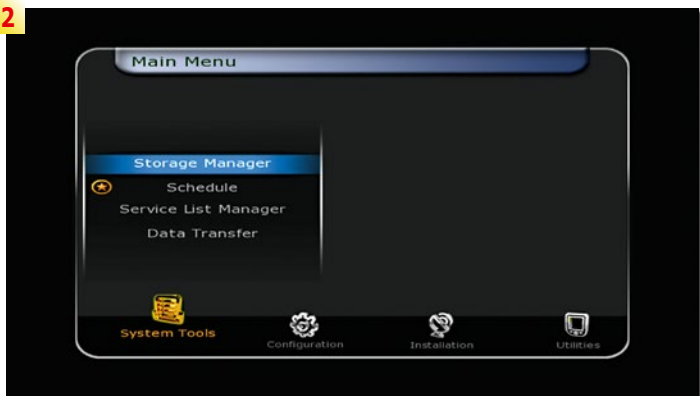 2
Main Menu
Storage Manager
Schedule
Service List Manager
Data Transfer
System Tools
Configuration
Installation
Utilities